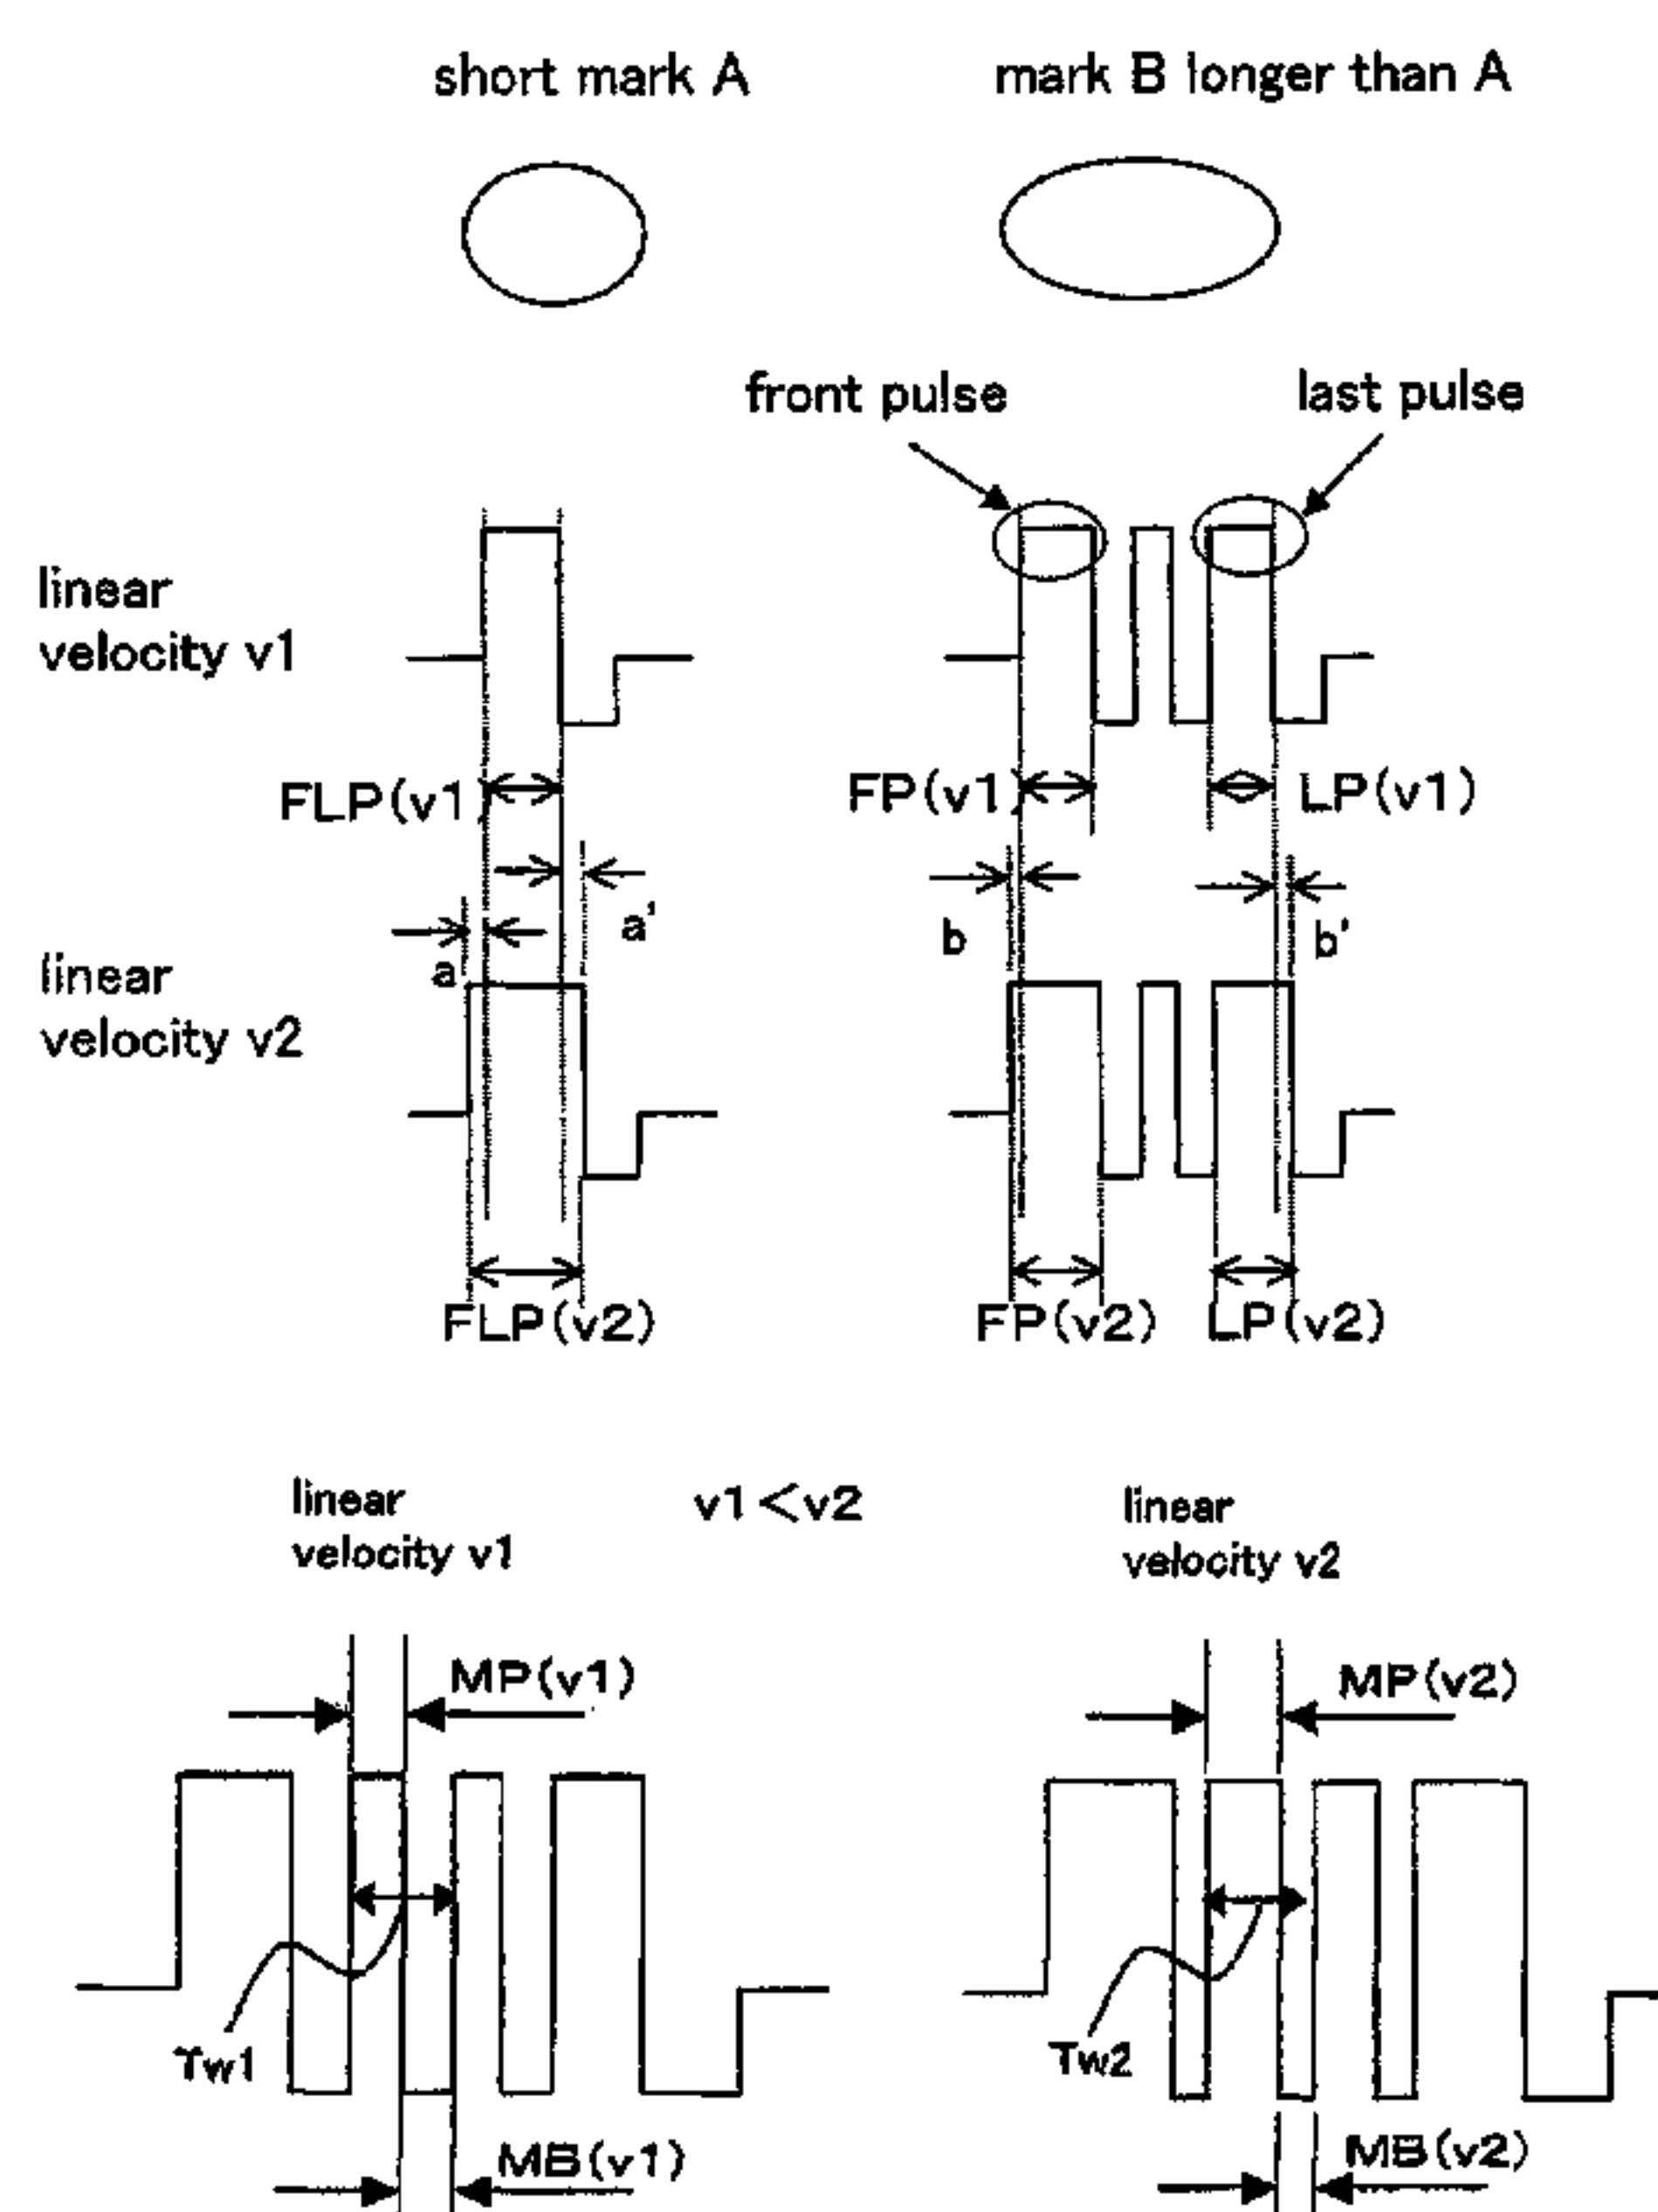 short mark A
mark B longer than A
front pulse
last pulse
linear
velocity v1
FLP(v1)
FP(v1)
LP(v1)
a'
a
b
b'
linear
velocity v2
FLP(v2)
FP(v2)
LP(v2)
linear
velocity v1
v1<v2
linear
velocity v2
MP(v1)
MP(v2)
Tw1
Tw2
MB(v1)
MB(v2)